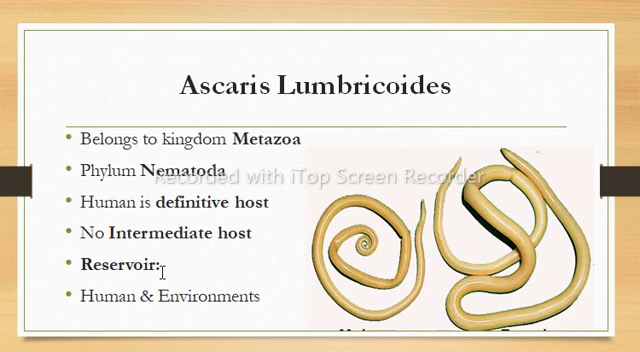 Ascaris Lumbricoides
• Belongs to kingdom Metazoa
• Phylum Nematoda
Recorded with iTop Screen Recorder
• Human is definitive host
• No Intermediate host
• Reservoir:
• Human & Environments